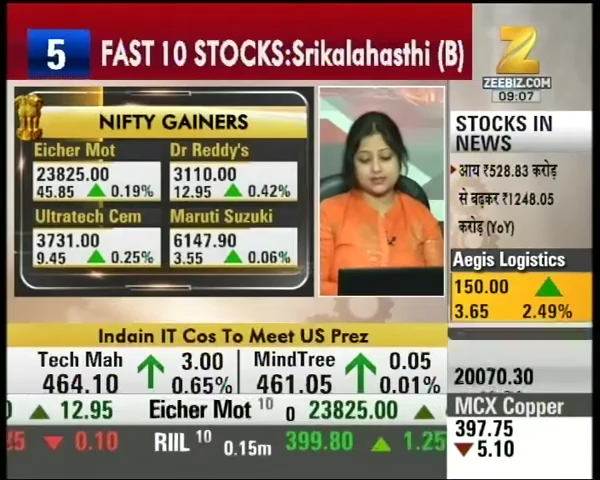 5 FAST 10 STOCKS:Srikalahasthi (B)
ZEEBIZ.COM
09:07
NIFTY GAINERS
Eicher Mot
23825.00
45.85 0.19%
Dr Reddy's
3110.00
12.95 0.42%
Ultratech Cem
3731.00
9.45 0.25%
Maruti Suzuki
6147.90
3.55 0.06%
STOCKS IN
NEWS
आय ₹528.83 करोड़
से बढ़कर ₹1248.05
करोड़ (YoY)
Aegis Logistics
150.00
3.65 2.49%
Indain IT Cos To Meet US Prez
Tech Mah 3.00
464.10 0.65%
MindTree 0.05
461.05 0.01%
20070.30
0 12.95 Eicher Mot 10 0 23825.00
25 0.10 RIIL 10 0.15m 399.80 1.25
MCX Copper
397.75
5.10